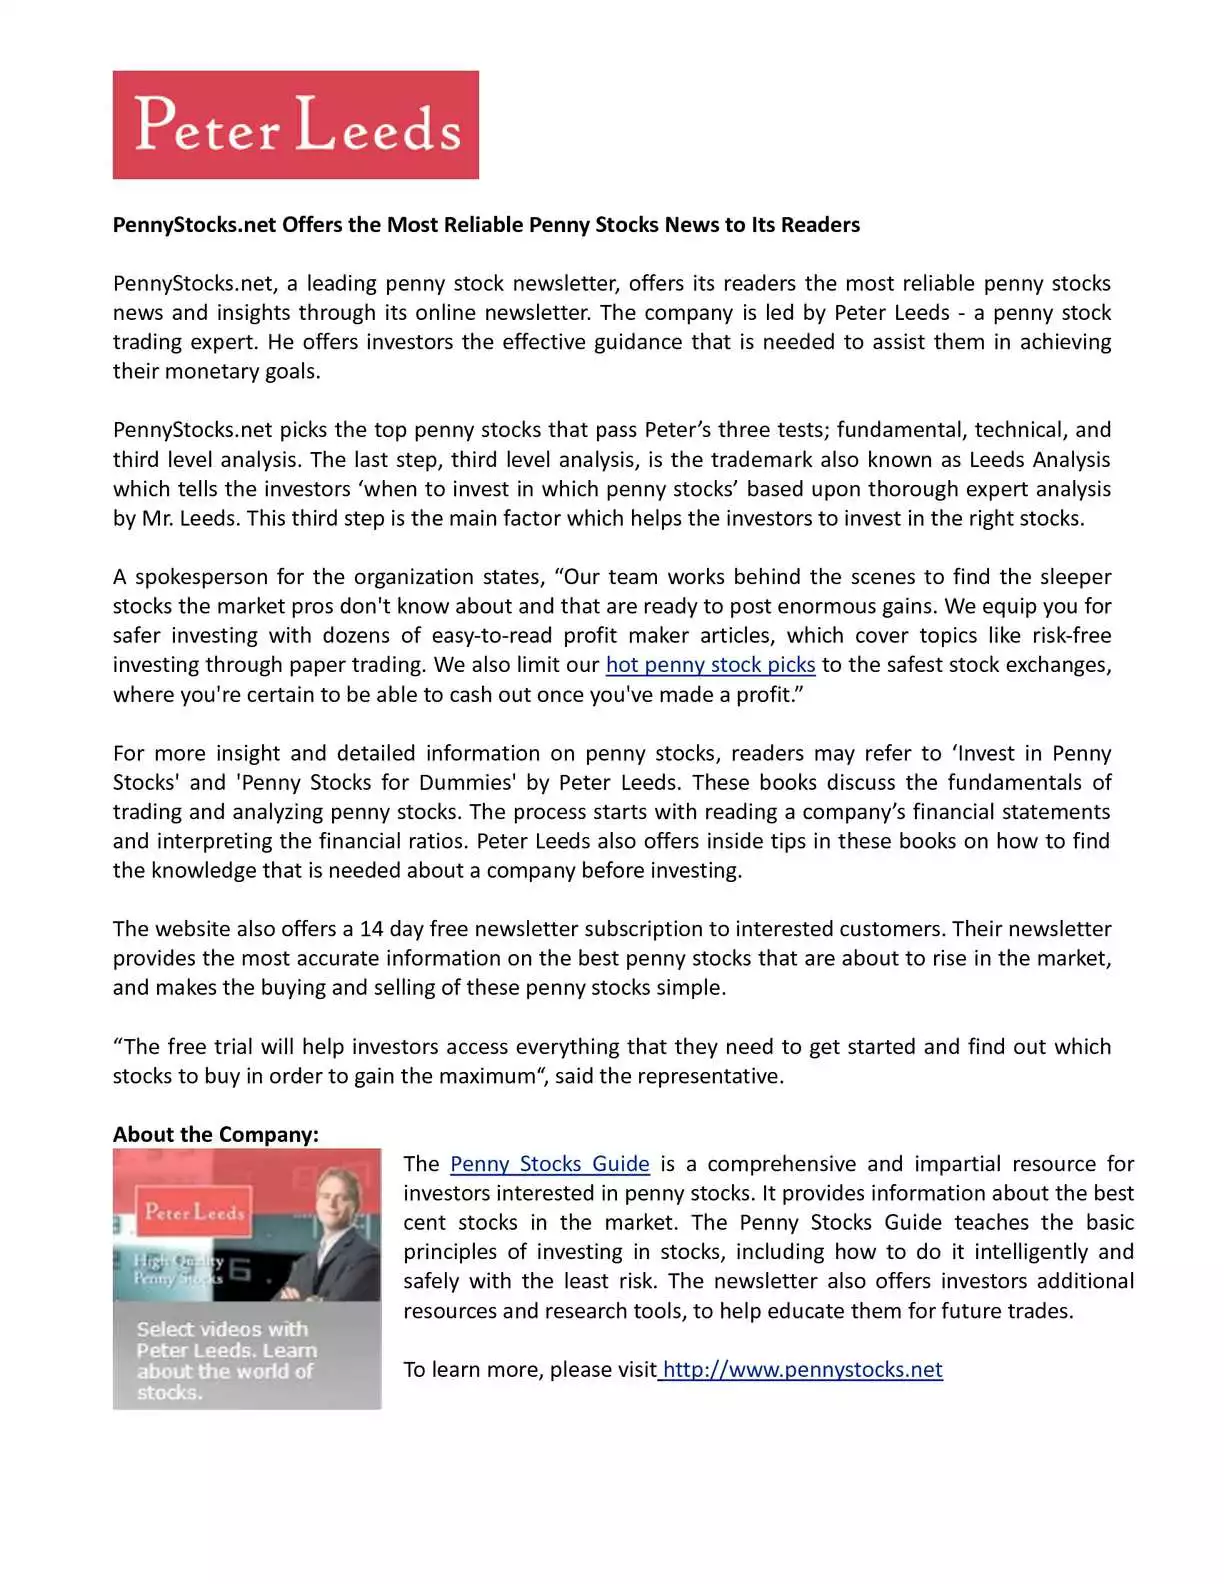 Peter Leeds
PennyStocks.net Offers the Most Reliable Penny Stocks News to Its Readers
PennyStocks.net, a leading penny stock newsletter, offers its readers the most reliable penny stocks
news and insights through its online newsletter. The company is led by Peter Leeds - a penny stock
trading expert. He offers investors the effective guidance that is needed to assist them in achieving
their monetary goals.
PennyStocks.net picks the top penny stocks that pass Peter’s three tests; fundamental, technical, and
third level analysis. The last step, third level analysis, is the trademark also known as Leeds Analysis
which tells the investors ‘when to invest in which penny stocks’ based upon thorough expert analysis
by Mr. Leeds. This third step is the main factor which helps the investors to invest in the right stocks.
A spokesperson for the organization states, “Our team works behind the scenes to find the sleeper
stocks the market pros don't know about and that are ready to post enormous gains. We equip you for
safer investing with dozens of easy-to-read profit maker articles, which cover topics like risk-free
investing through paper trading. We also limit our hot penny stock picks to the safest stock exchanges,
where you're certain to be able to cash out once you've made a profit.”
For more insight and detailed information on penny stocks, readers may refer to ‘Invest in Penny
Stocks' and 'Penny Stocks for Dummies' by Peter Leeds. These books discuss the fundamentals of
trading and analyzing penny stocks. The process starts with reading a company’s financial statements
and interpreting the financial ratios. Peter Leeds also offers inside tips in these books on how to find
the knowledge that is needed about a company before investing.
The website also offers a 14 day free newsletter subscription to interested customers. Their newsletter
provides the most accurate information on the best penny stocks that are about to rise in the market,
and makes the buying and selling of these penny stocks simple.
“The free trial will help investors access everything that they need to get started and find out which
stocks to buy in order to gain the maximum“, said the representative.
About the Company:
Peter Leeds
High Quality
Penny Stocks
Select videos with
Peter Leeds. Learn
about the world of
stocks.
The Penny Stocks Guide is a comprehensive and impartial resource for
investors interested in penny stocks. It provides information about the best
cent stocks in the market. The Penny Stocks Guide teaches the basic
principles of investing in stocks, including how to do it intelligently and
safely with the least risk. The newsletter also offers investors additional
resources and research tools, to help educate them for future trades.
To learn more, please visit http://www.pennystocks.net